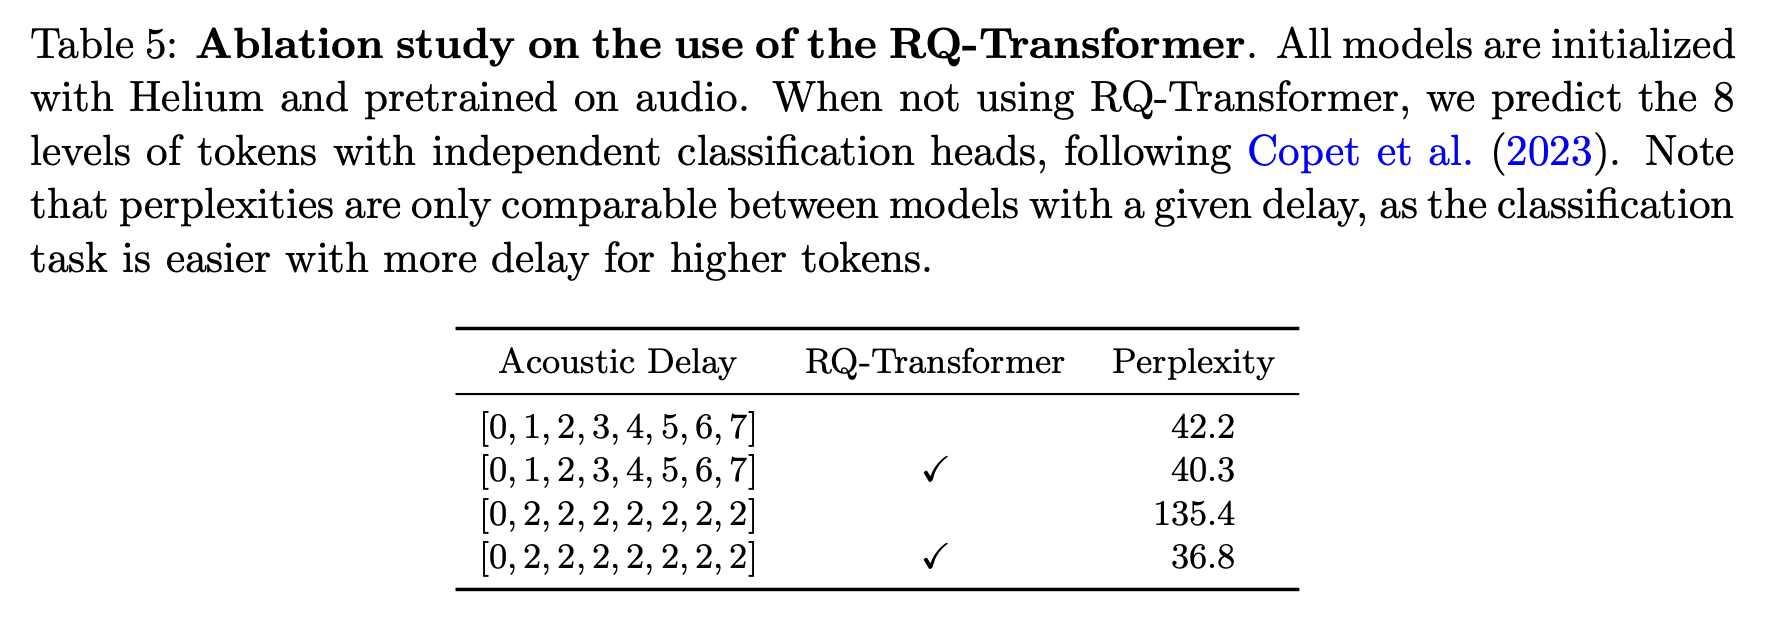 Table 5: Ablation study on the use of the RQ-Transformer. All models are initialized
with Helium and pretrained on audio. When not using RQ-Transformer, we predict the 8
levels of tokens with independent classification heads, following Copet et al. (2023). Note
that perplexities are only comparable between models with a given delay, as the classification
task is easier with more delay for higher tokens.
Acoustic Delay RQ-Transformer Perplexity
[0, 1, 2, 3, 4, 5, 6, 7] 42.2
[0, 1, 2, 3, 4, 5, 6, 7] ✓ 40.3
[0, 2, 2, 2, 2, 2, 2, 2] 135.4
[0, 2, 2, 2, 2, 2, 2, 2] ✓ 36.8